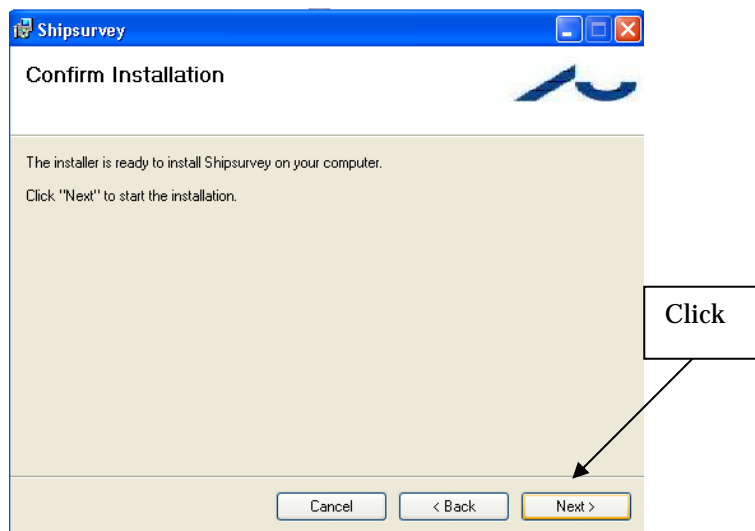 Shipsurvey
Confirm Installation
The installer is ready to install Shipsurvey on your computer.
Click "Next" to start the installation.
Click
Cancel
< Back
Next >